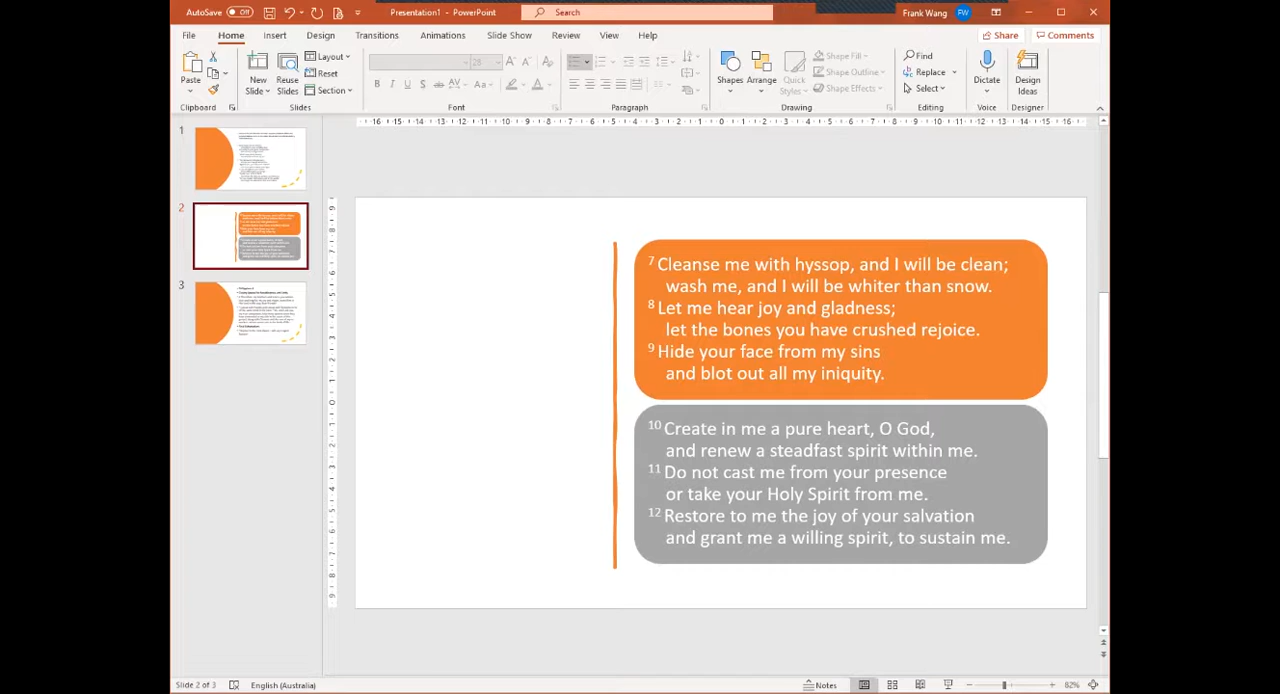 AutoSave Off Presentation1 - PowerPoint Search Frank Wang FW
File Home Insert Design Transitions Animations Slide Show Review View Help Share Comments
Paste
Clipboard
New Slide
Reuse Slides
Layout
Reset
Section
Slides
28
Font
Paragraph
Shapes
Arrange
Quick Styles
Shape Fill
Shape Outline
Shape Effects
Drawing
Find
Replace
Select
Editing
Dictate
Voice
Design Ideas
Designer
1
2
3
7 Cleanse me with hyssop, and I will be clean;
wash me, and I will be whiter than snow.
8 Let me hear joy and gladness;
let the bones you have crushed rejoice.
9 Hide your face from my sins
and blot out all my iniquity.
10 Create in me a pure heart, O God,
and renew a steadfast spirit within me.
11 Do not cast me from your presence
or take your Holy Spirit from me.
12 Restore to me the joy of your salvation
and grant me a willing spirit, to sustain me.
Slide 2 of 3 English (Australia) Notes 82%